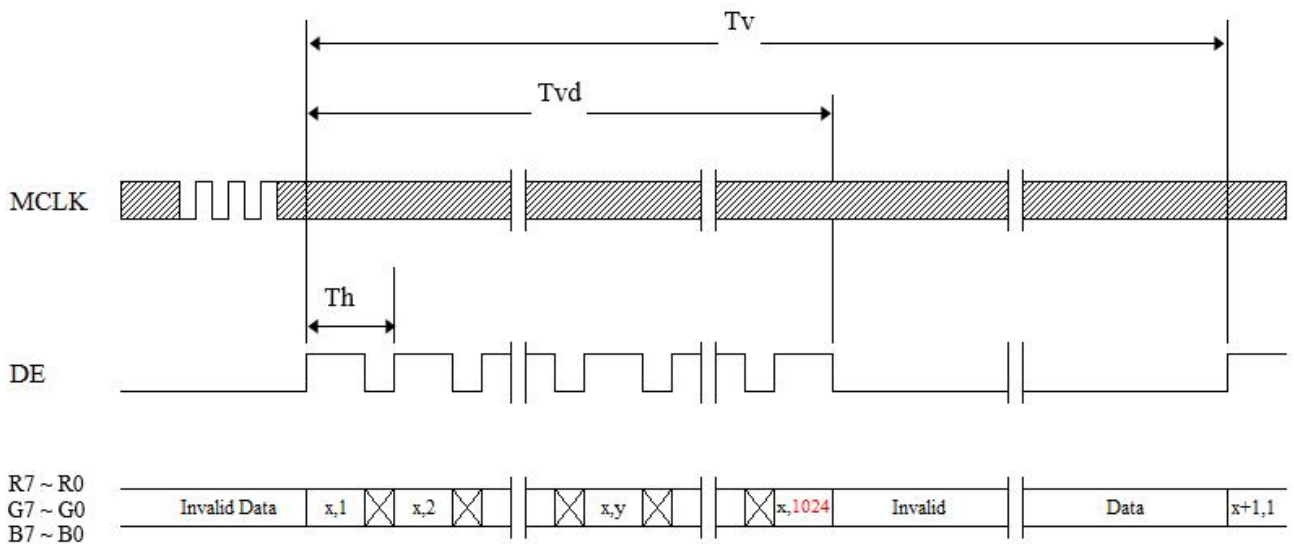 Tv
Tvd
MCLK
Th
DE
R7 ~ R0
G7 ~ G0
B7 ~ B0
Invalid Data
x,1
x,2
x,y
x,1024
Invalid
Data
x+1,1